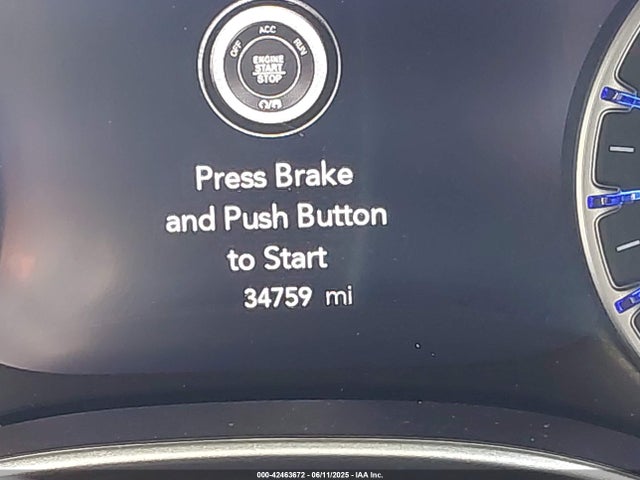 ACC
OFF RUN
ENGINE
START
STOP
Press Brake
and Push Button
to Start
34759 mi
000-42463672 - 06/11/2025 - IAA Inc.